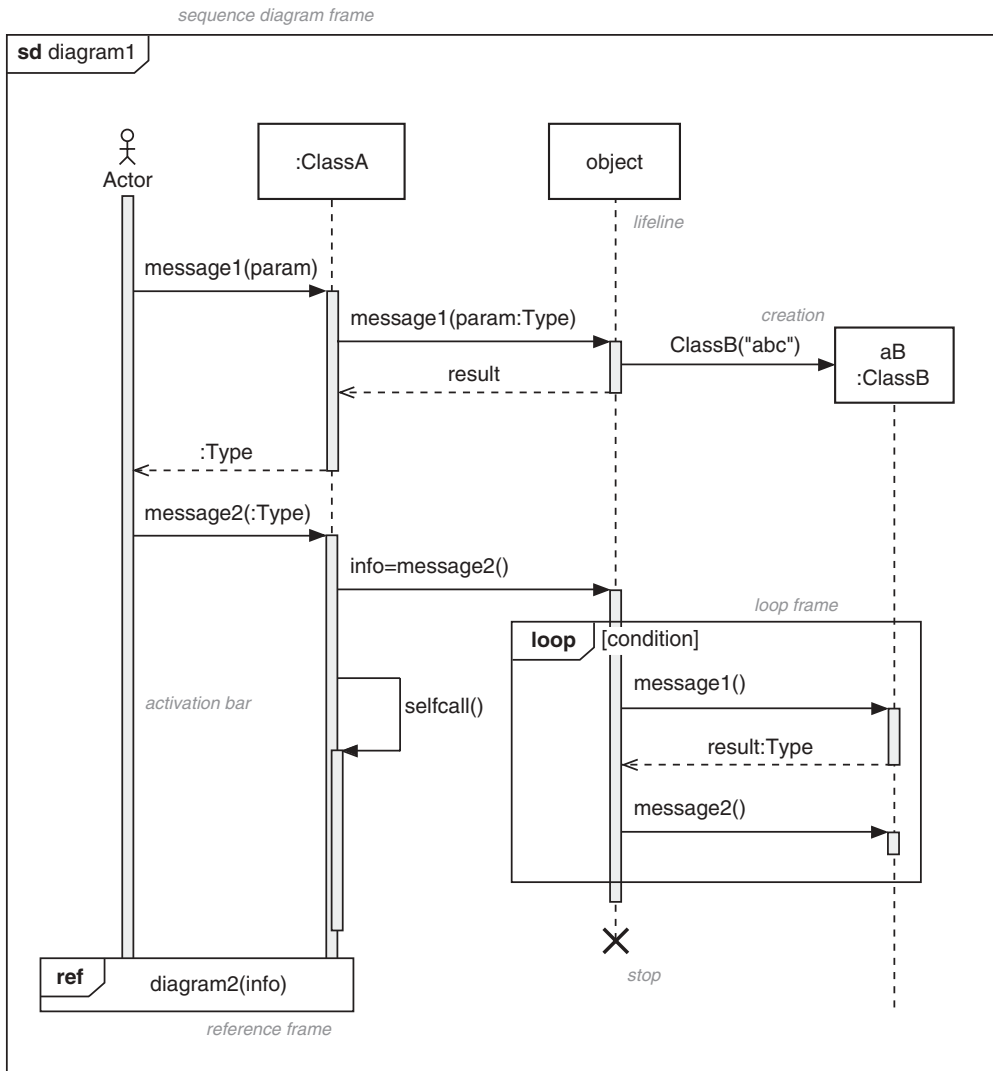 sequence diagram frame
sd diagram1
Actor
:ClassA
object
lifeline
message1(param)
message1(param:Type)
creation
ClassB("abc")
aB
:ClassB
result
:Type
message2(:Type)
info=message2()
loop frame
loop [condition]
message1()
activation bar
selfcall()
result:Type
message2()
ref
diagram2(info)
stop
reference frame